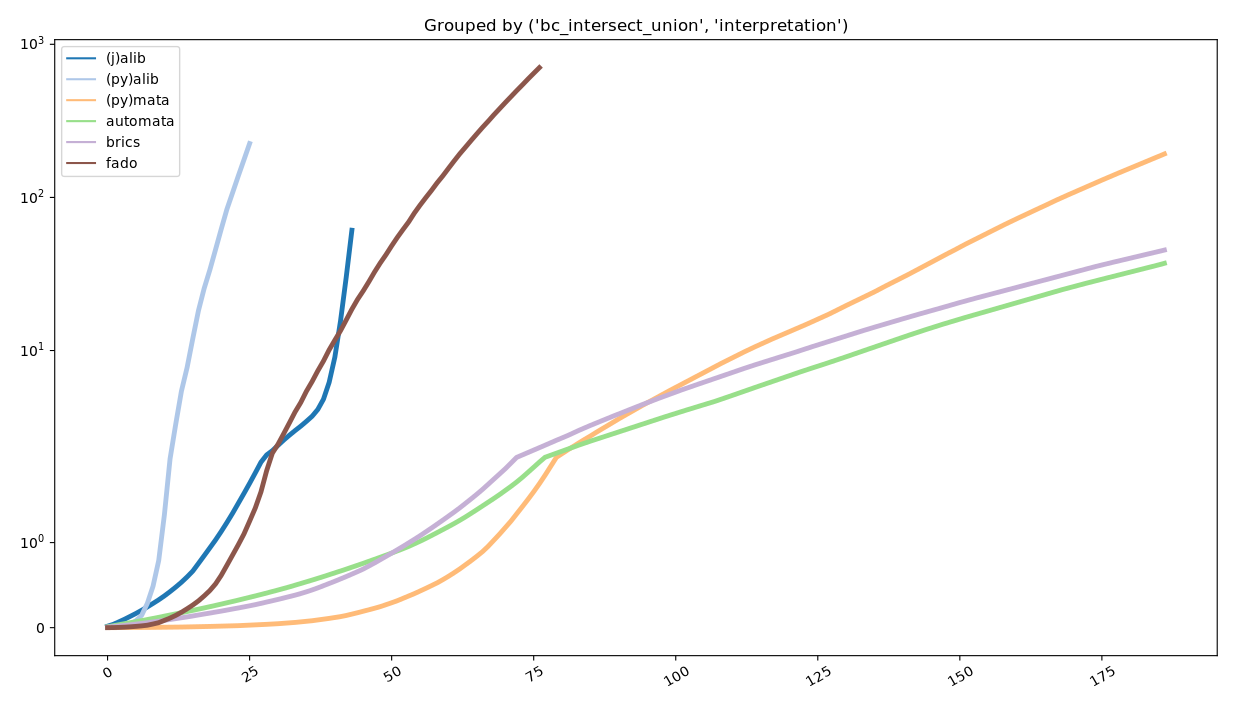 Grouped by ('bc_intersect_union', 'interpretation')
10³
10²
10¹
10⁰
0
(j)alib
(py)alib
(py)mata
automata
brics
fado
0
25
50
75
100
125
150
175